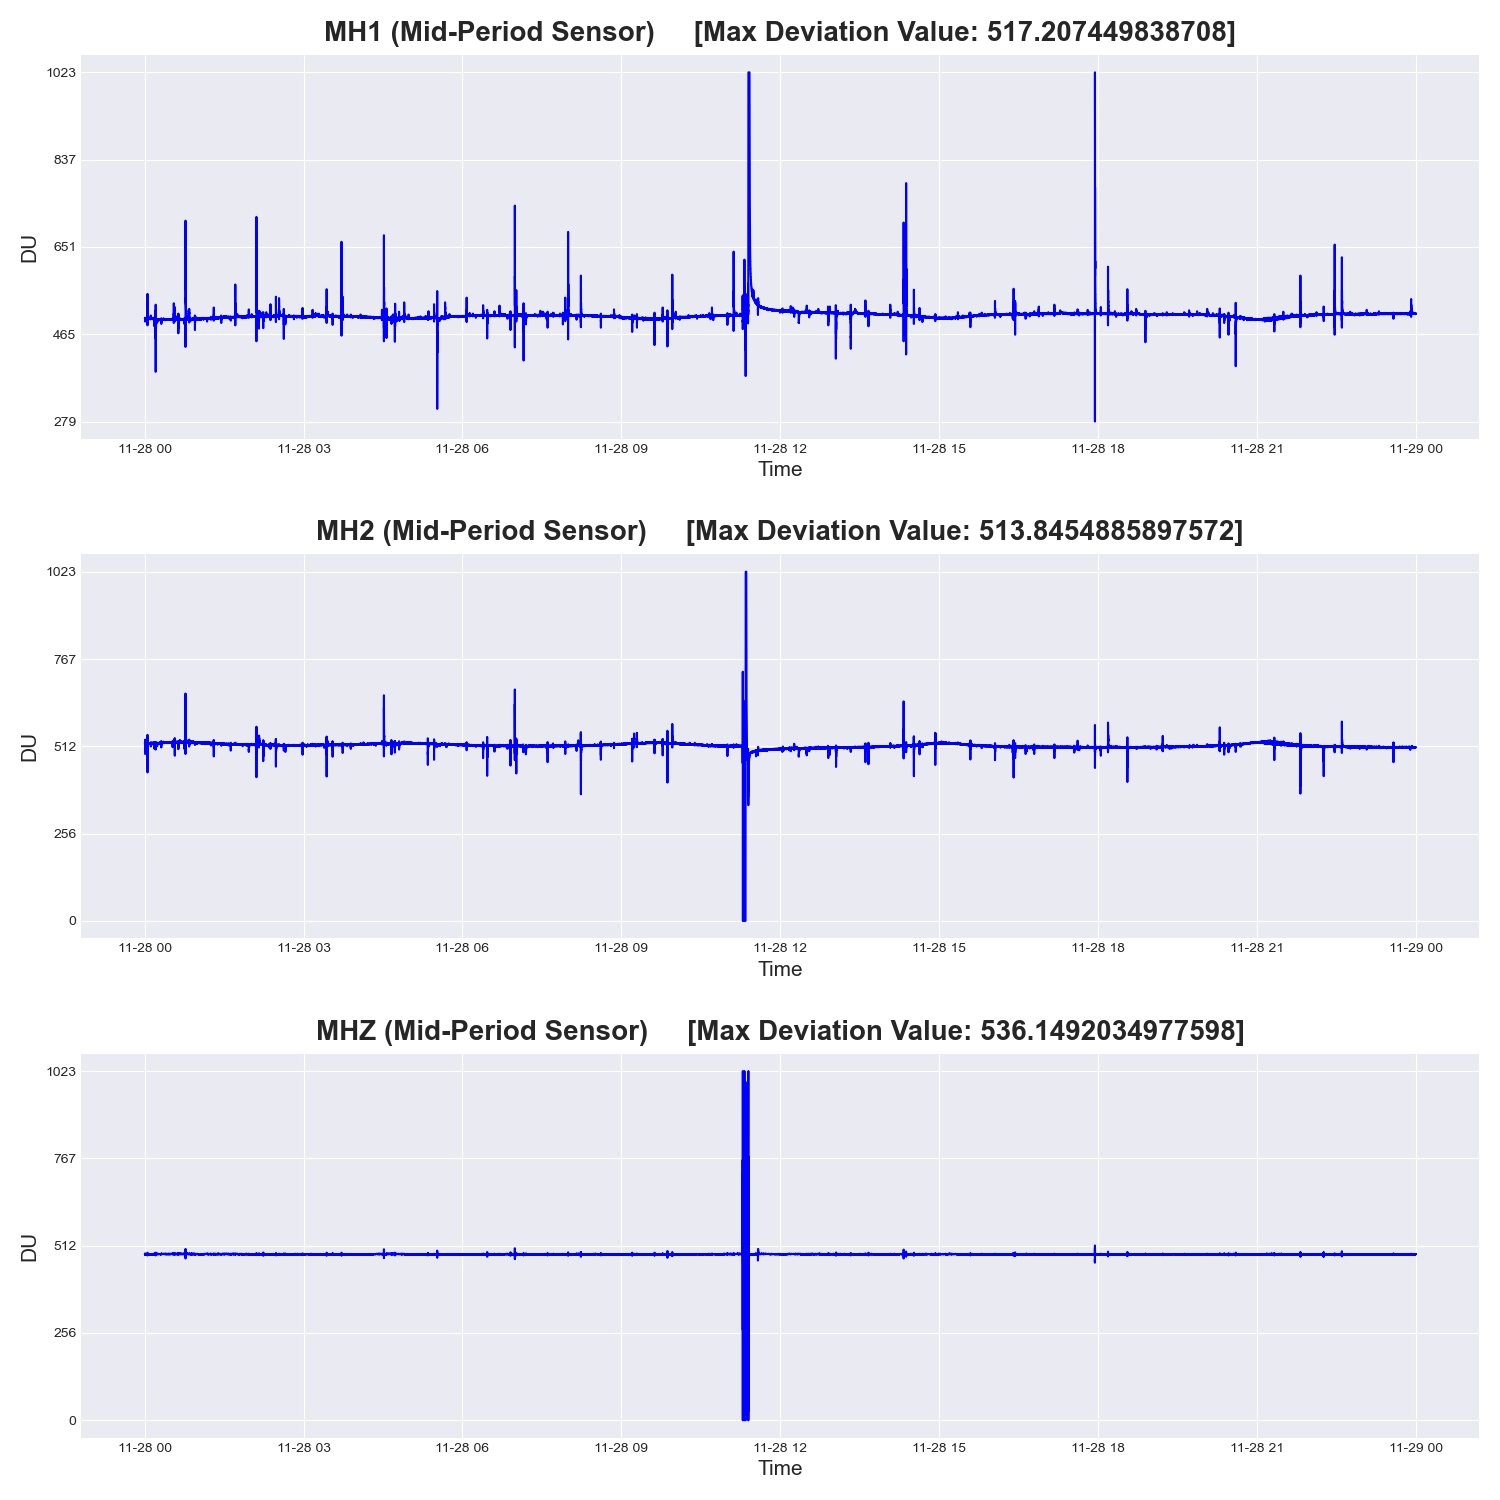 MH1 (Mid-Period Sensor) [Max Deviation Value: 517.207449838708]
1023
837
651
465
279
DU
11-28 00 11-28 03 11-28 06 11-28 09 11-28 12 11-28 15 11-28 18 11-28 21 11-29 00
Time
MH2 (Mid-Period Sensor) [Max Deviation Value: 513.8454885897572]
1023
767
512
256
0
DU
11-28 00 11-28 03 11-28 06 11-28 09 11-28 12 11-28 15 11-28 18 11-28 21 11-29 00
Time
MHZ (Mid-Period Sensor) [Max Deviation Value: 536.1492034977598]
1023
767
512
256
0
DU
11-28 00 11-28 03 11-28 06 11-28 09 11-28 12 11-28 15 11-28 18 11-28 21 11-29 00
Time